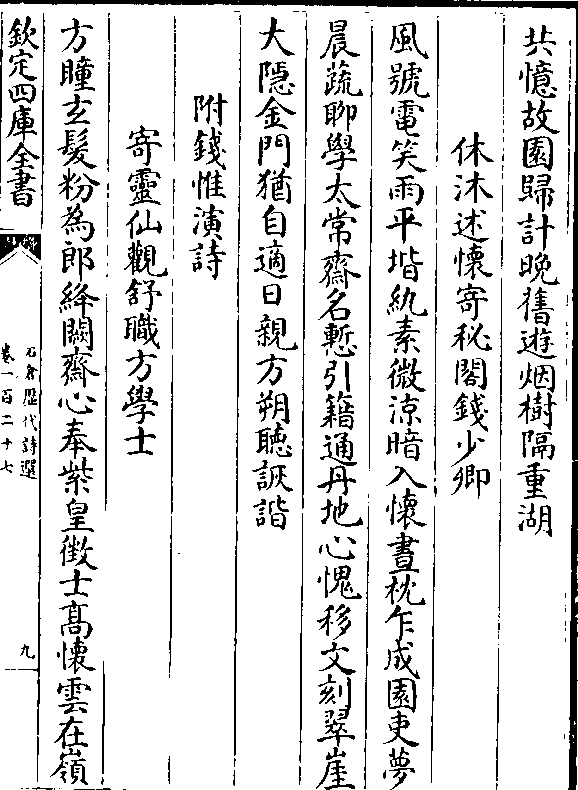 共憶故園歸計晚舊遊烟樹隔重湖
休沐述懷寄秘閣錢少卿
風號電笑雨平堦紈素微涼暗入懷晝枕乍成園吏夢
晨蔬聊學太常齋名慙引籍通丹地心愧移文刻翠崖
大隱金門猶自適日親方朔聽詼諧
附錢惟演詩
寄靈仙觀舒職方學士
方瞳玄髮粉為郎絳闕齋心奉紫皇徴士高懷雲在嶺
欽定四庫全書
石倉歷代詩選
卷一百二十七
九